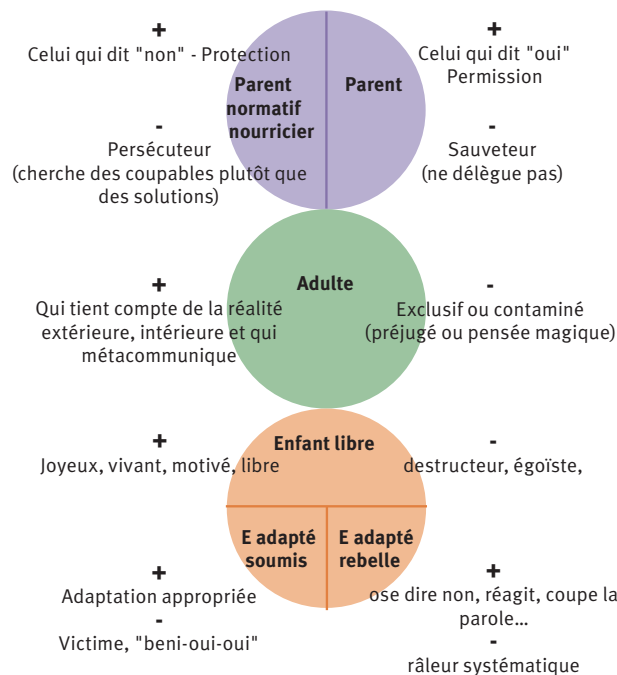 +
Celui qui dit "non" - Protection
Parent
normatif
nourricier
-
Persécuteur
(cherche des coupables plutôt que
des solutions)
Parent
+
Celui qui dit "oui"
Permission
-
Sauveteur
(ne délègue pas)
Adulte
+
Qui tient compte de la réalité
extérieure, intérieure et qui
métacommunique
-
Exclusif ou contaminé
(préjugé ou pensée magique)
Enfant libre
+
Joyeux, vivant, motivé, libre
-
destructeur, égoïste,
E adapté
soumis
E adapté
rebelle
+
Adaptation appropriée
-
Victime, "beni-oui-oui"
+
ose dire non, réagit, coupe la
parole...
-
râleur systématique